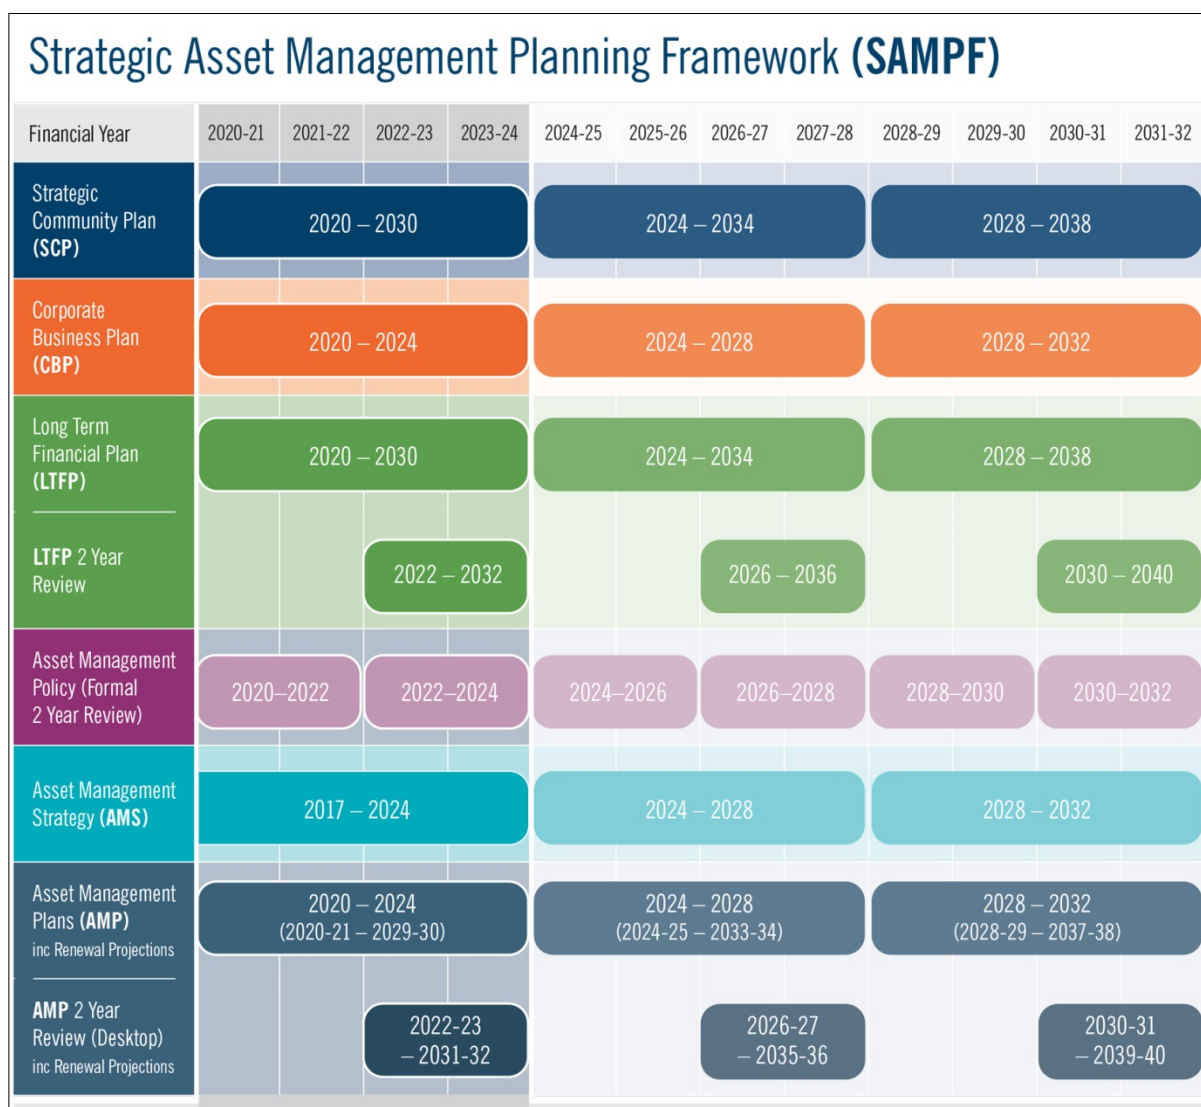 Strategic Asset Management Planning Framework (SAMPF)
Financial Year 2020-21 2021-22 2022-23 2023-24 2024-25 2025-26 2026-27 2027-28 2028-29 2029-30 2030-31 2031-32
Strategic
Community Plan
(SCP)
2020 – 2030 2024 – 2034 2028 – 2038
Corporate
Business Plan
(CBP)
2020 – 2024 2024 – 2028 2028 – 2032
Long Term
Financial Plan
(LTFP)
2020 – 2030 2024 – 2034 2028 – 2038
LTFP 2 Year
Review
2022 – 2032 2026 – 2036 2030 – 2040
Asset Management
Policy (Formal
2 Year Review)
2020–2022 2022–2024 2024–2026 2026–2028 2028–2030 2030–2032
Asset Management
Strategy (AMS)
2017 – 2024 2024 – 2028 2028 – 2032
Asset Management
Plans (AMP)
inc Renewal Projections
2020 – 2024 2024 – 2028 2028 – 2032
(2020-21 – 2029-30) (2024-25 – 2033-34) (2028-29 – 2037-38)
AMP 2 Year
Review (Desktop)
inc Renewal Projections
2022-23 2026-27 2030-31
– 2031-32 – 2035-36 – 2039-40